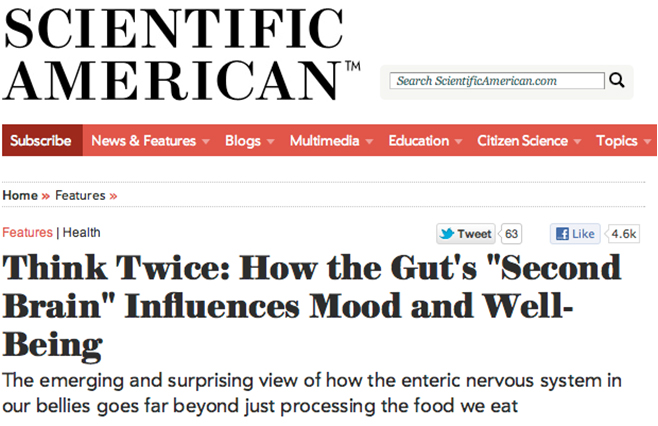 SCIENTIFIC
AMERICAN™
Search ScientificAmerican.com
Subscribe News & Features Blogs Multimedia Education Citizen Science Topics
Home » Features »
Features | Health
Tweet 63 Like 4.6k
Think Twice: How the Gut's "Second
Brain" Influences Mood and Well-
Being
The emerging and surprising view of how the enteric nervous system in
our bellies goes far beyond just processing the food we eat